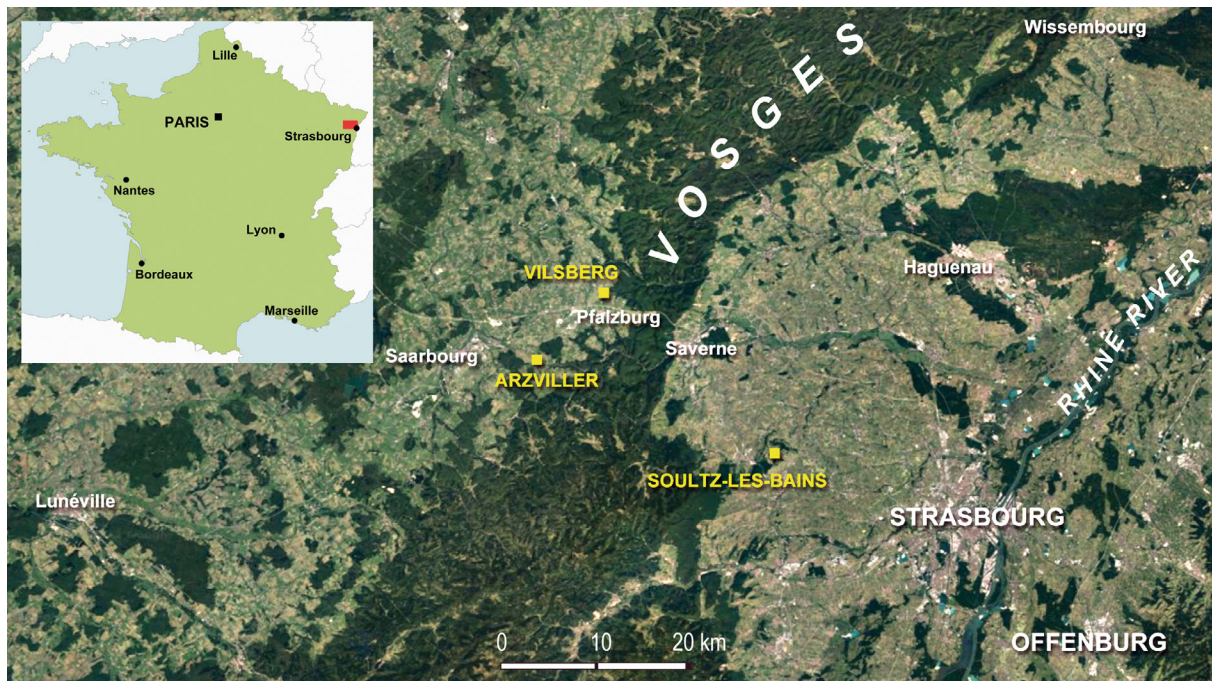 Lille
PARIS
Strasbourg
Nantes
Lyon
Bordeaux
Marseille
Wissembourg
VOSGES
Haguenau
RHINE RIVER
VILSBERG
Pfalzburg
Saarbourg
Saverne
ARZVILLER
SOULTZ-LES-BAINS
Lunéville
STRASBOURG
OFFENBURG
0 10 20 km